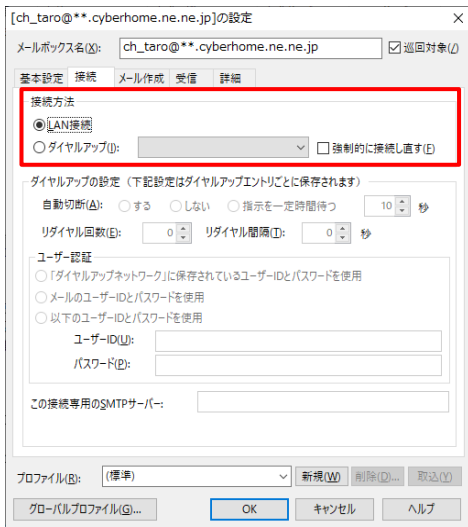 [ch_taro@**.cyberhome.ne.ne.jp]の設定
メールボックス名(X): ch_taro@**.cyberhome.ne.ne.jp 巡回対象(/)
基本設定 接続 メール作成 受信 詳細
接続方法
LAN接続
ダイヤルアップ(I): 強制的に接続し直す(F)
ダイヤルアップの設定 (下記設定はダイヤルアップエントリごとに保存されます)
自動切断(A): する しない 指示を一定時間待つ 10 秒
リダイヤル回数(E): 0 リダイヤル間隔(T): 0 秒
ユーザー認証
「ダイヤルアップネットワーク」に保存されているユーザーIDとパスワードを使用
メールのユーザーIDとパスワードを使用
以下のユーザーIDとパスワードを使用
ユーザーID(U):
パスワード(P):
この接続専用のSMTPサーバー:
プロファイル(R): (標準) 新規(W) 削除(D)... 取込(Y)
グローバルプロファイル(G)... OK キャンセル ヘルプ